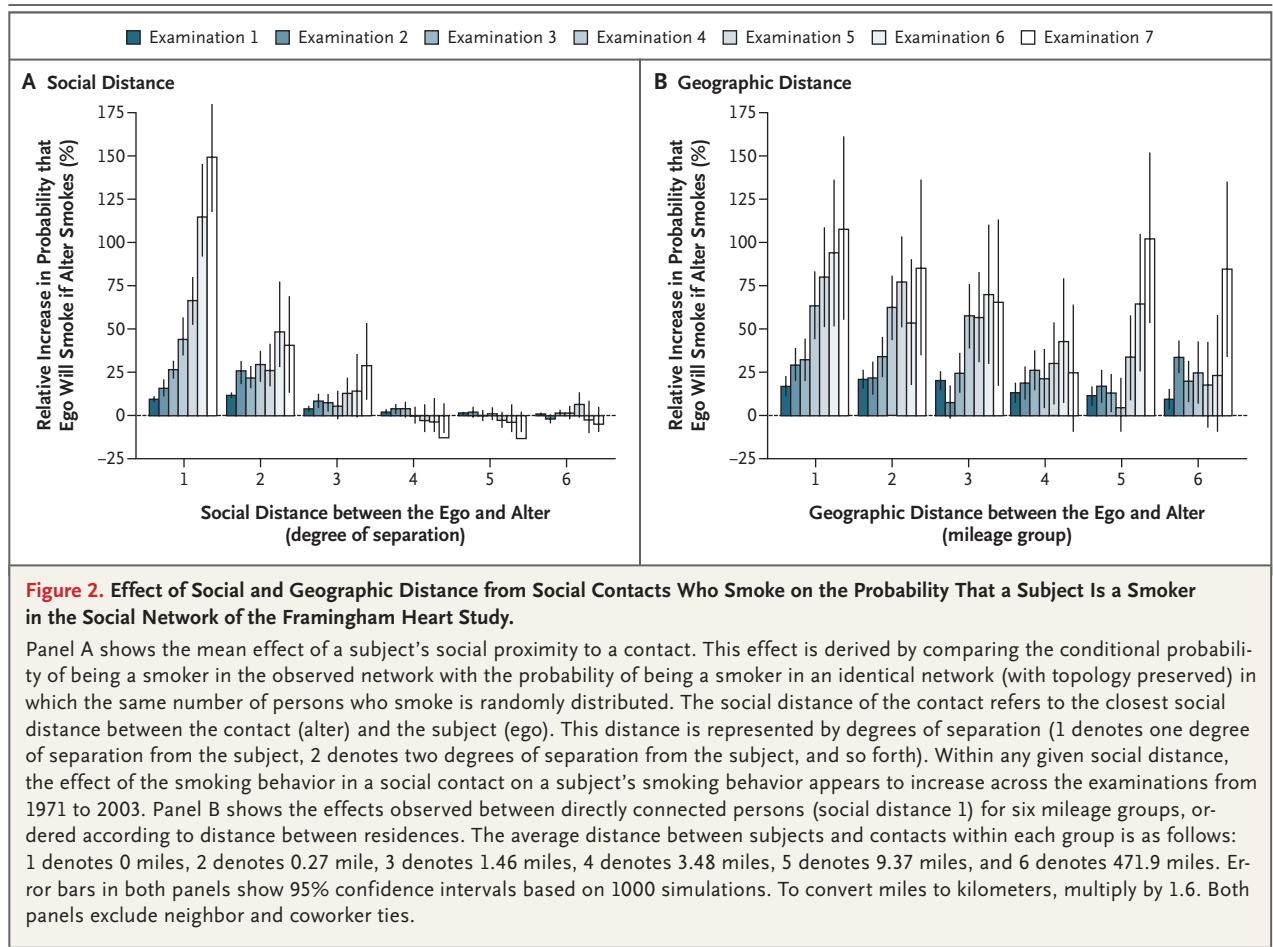 Examination 1 Examination 2 Examination 3 Examination 4 Examination 5 Examination 6 Examination 7
A Social Distance
Relative Increase in Probability that
Ego Will Smoke if Alter Smokes (%)
175
150
125
100
75
50
25
0
−25
1 2 3 4 5 6
Social Distance between the Ego and Alter
(degree of separation)
B Geographic Distance
Relative Increase in Probability that
Ego Will Smoke if Alter Smokes (%)
175
150
125
100
75
50
25
0
−25
1 2 3 4 5 6
Geographic Distance between the Ego and Alter
(mileage group)
Figure 2. Effect of Social and Geographic Distance from Social Contacts Who Smoke on the Probability That a Subject Is a Smoker
in the Social Network of the Framingham Heart Study.
Panel A shows the mean effect of a subject's social proximity to a contact. This effect is derived by comparing the conditional probabili-
ty of being a smoker in the observed network with the probability of being a smoker in an identical network (with topology preserved) in
which the same number of persons who smoke is randomly distributed. The social distance of the contact refers to the closest social
distance between the contact (alter) and the subject (ego). This distance is represented by degrees of separation (1 denotes one degree
of separation from the subject, 2 denotes two degrees of separation from the subject, and so forth). Within any given social distance,
the effect of the smoking behavior in a social contact on a subject's smoking behavior appears to increase across the examinations from
1971 to 2003. Panel B shows the effects observed between directly connected persons (social distance 1) for six mileage groups, or-
dered according to distance between residences. The average distance between subjects and contacts within each group is as follows:
1 denotes 0 miles, 2 denotes 0.27 mile, 3 denotes 1.46 miles, 4 denotes 3.48 miles, 5 denotes 9.37 miles, and 6 denotes 471.9 miles. Er-
ror bars in both panels show 95% confidence intervals based on 1000 simulations. To convert miles to kilometers, multiply by 1.6. Both
panels exclude neighbor and coworker ties.